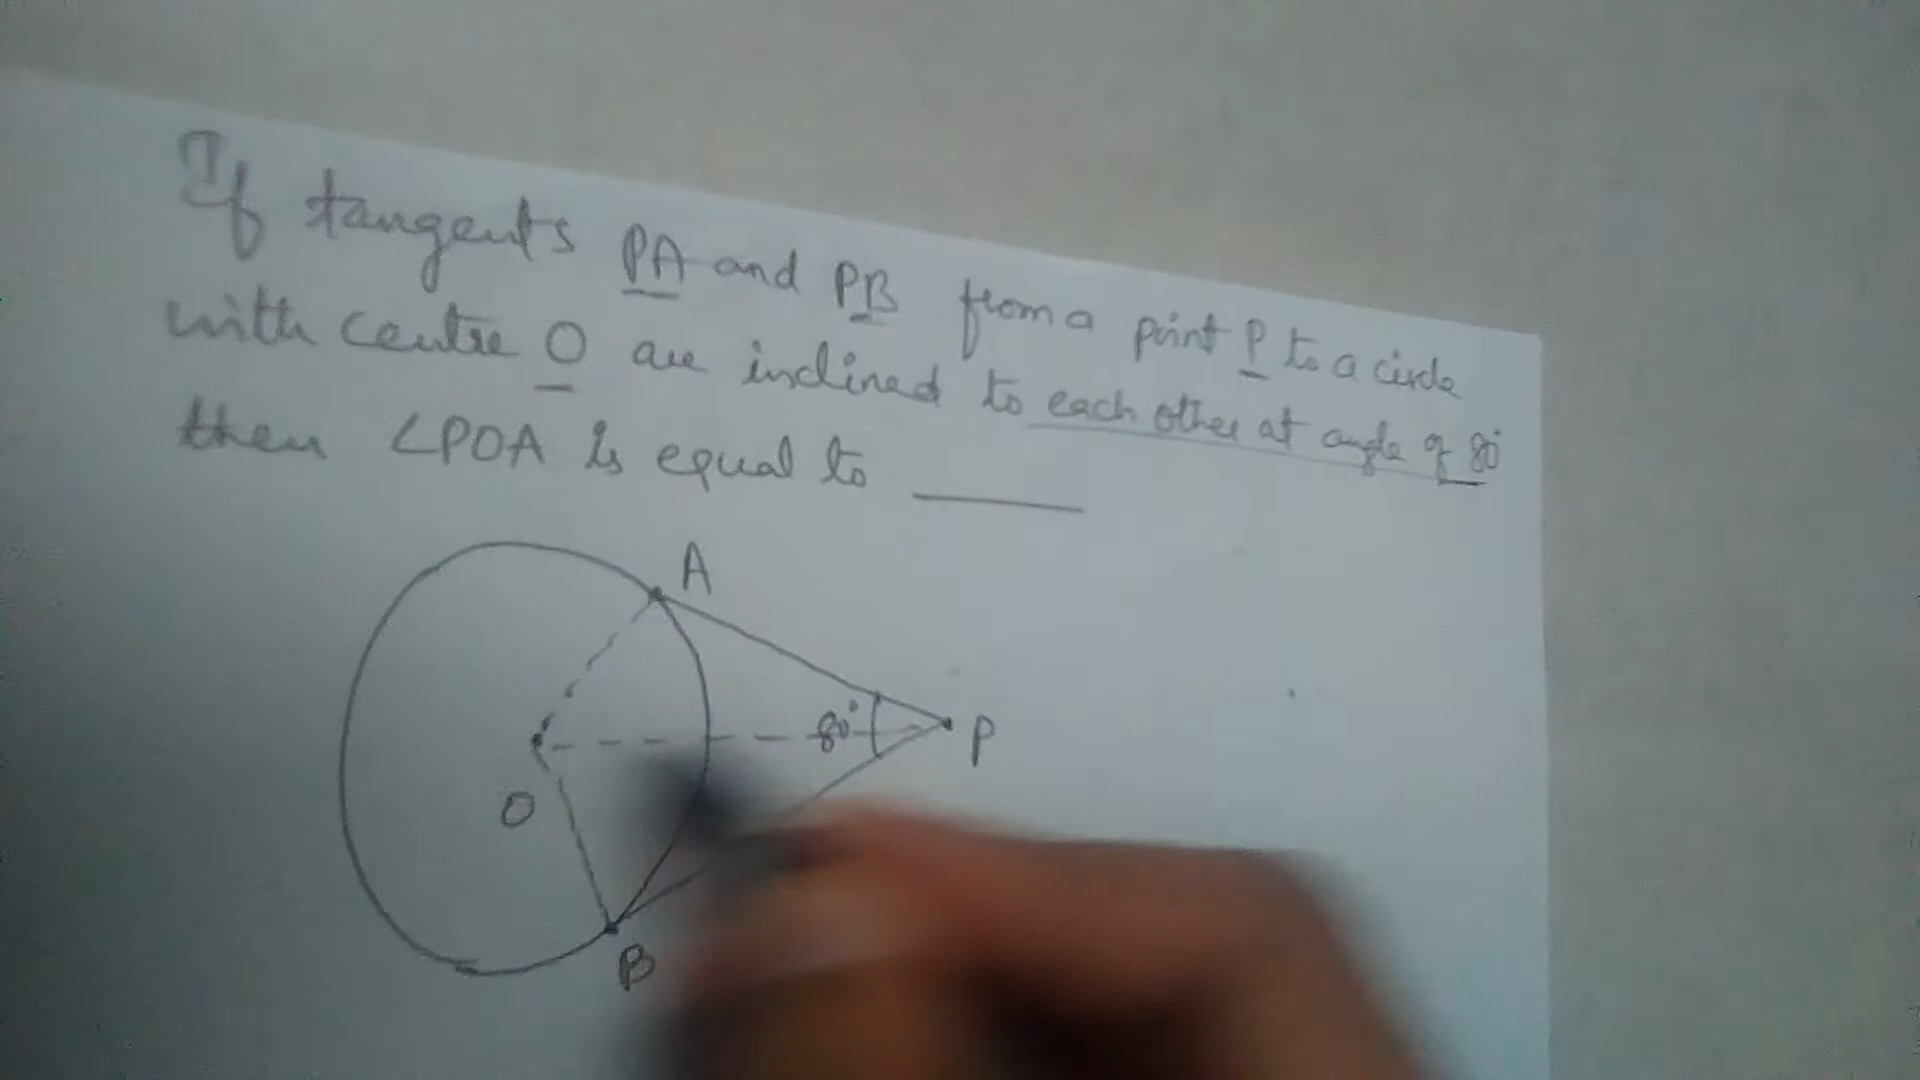 If tangents PA and PB from a point P to a circle
with centre O are inclined to each other at angle of 80°
then ∠POA is equal to ______
A
80°
P
O
B